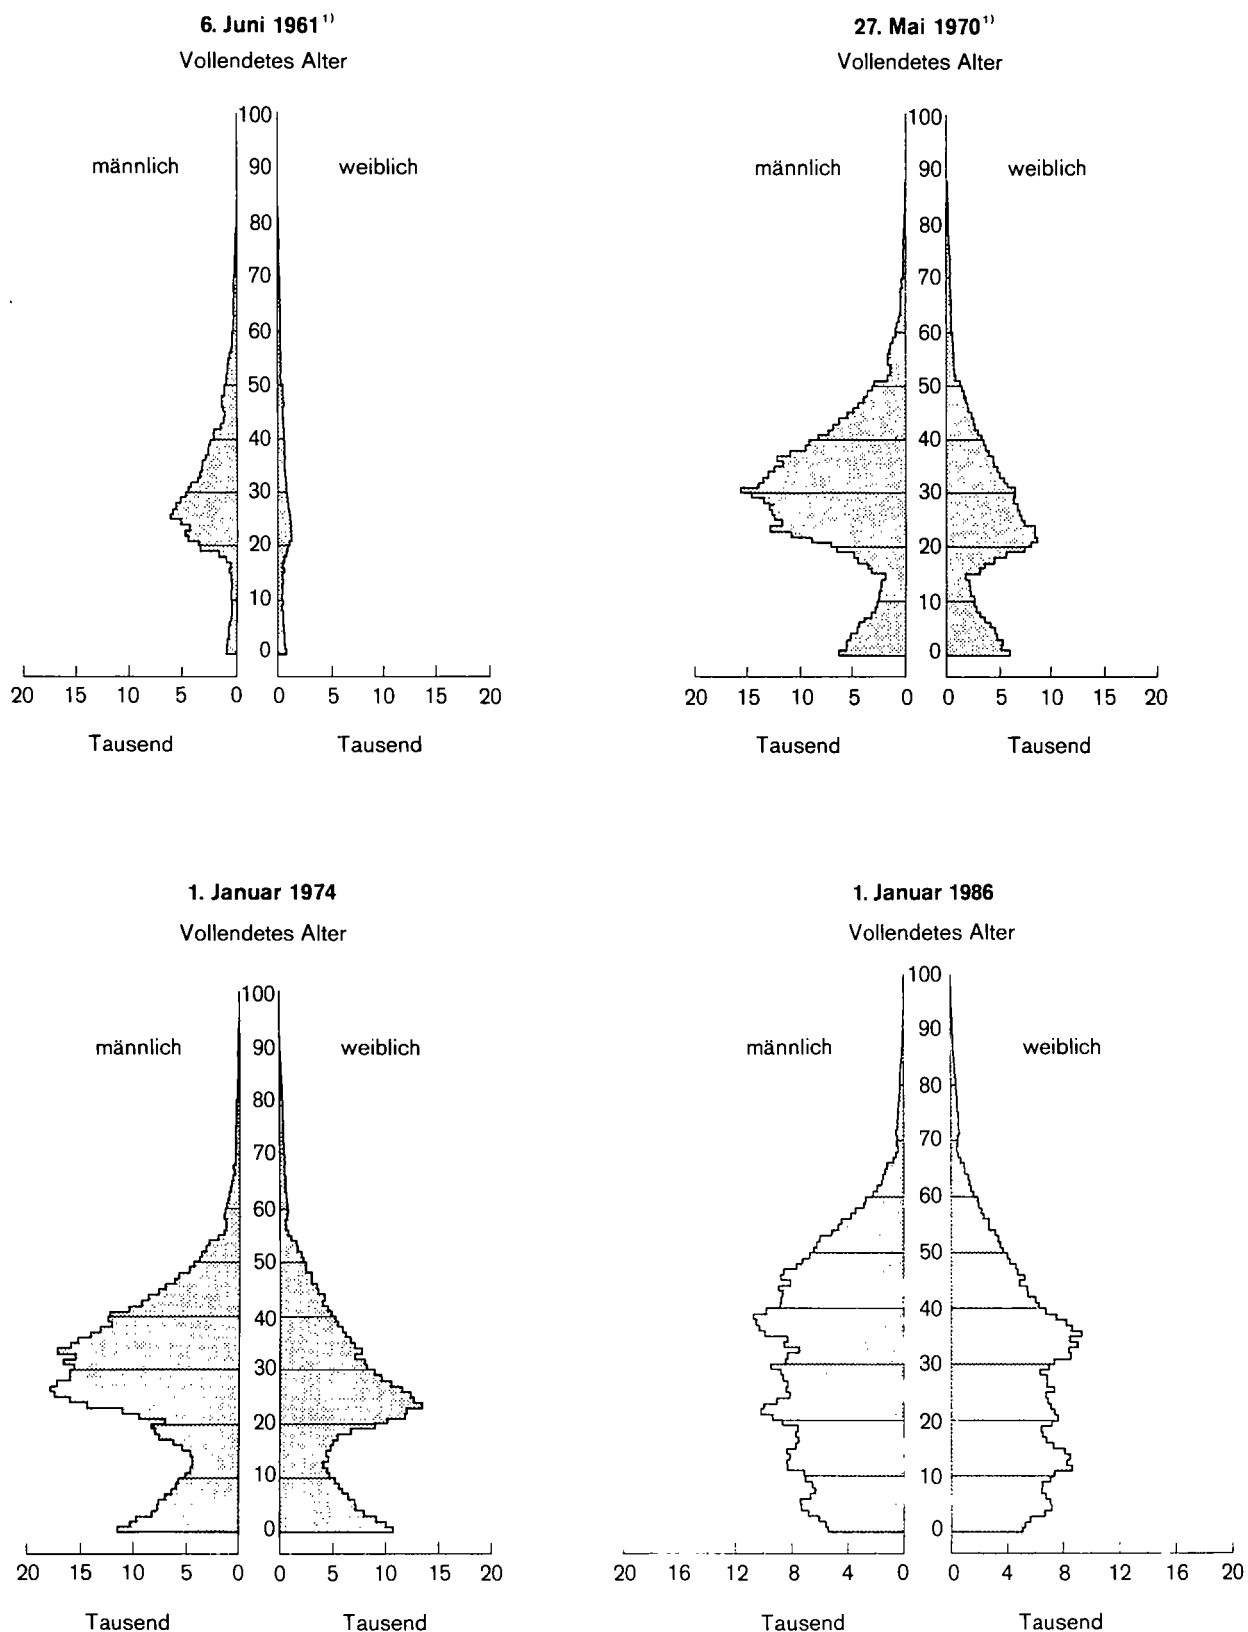 6. Juni 1961¹⁾
Vollendetes Alter
männlich
weiblich
100
90
80
70
60
50
40
30
20
10
0
20 15 10 5 0 0 5 10 15 20
Tausend Tausend
27. Mai 1970¹⁾
Vollendetes Alter
männlich
weiblich
100
90
80
70
60
50
40
30
20
10
0
20 15 10 5 0 0 5 10 15 20
Tausend Tausend
1. Januar 1974
Vollendetes Alter
männlich
weiblich
100
90
80
70
60
50
40
30
20
10
0
20 15 10 5 0 0 5 10 15 20
Tausend Tausend
1. Januar 1986
Vollendetes Alter
männlich
weiblich
100
90
80
70
60
50
40
30
20
10
0
20 16 12 8 4 0 0 4 8 12 16 20
Tausend Tausend